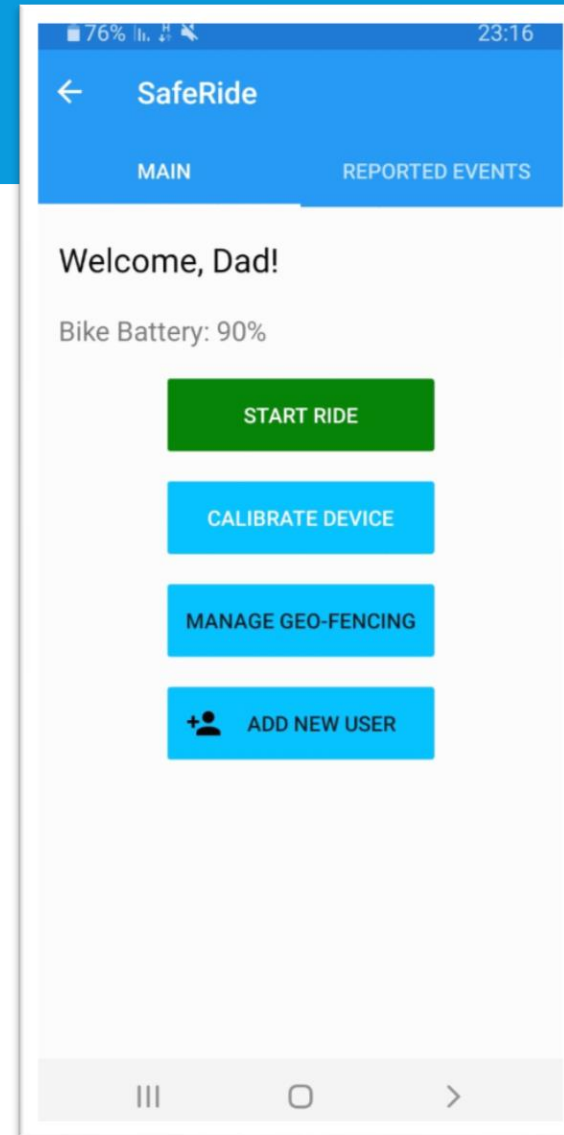 76% 23:16
SafeRide
MAIN REPORTED EVENTS
Welcome, Dad!
Bike Battery: 90%
START RIDE
CALIBRATE DEVICE
MANAGE GEO-FENCING
ADD NEW USER